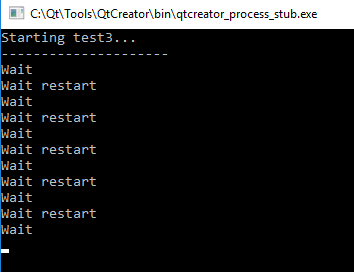 C:\Qt\Tools\QtCreator\bin\qtcreator_process_stub.exe
Starting test3...
---------------------
Wait
Wait restart
Wait
Wait restart
Wait
Wait restart
Wait
Wait restart
Wait
Wait restart
Wait